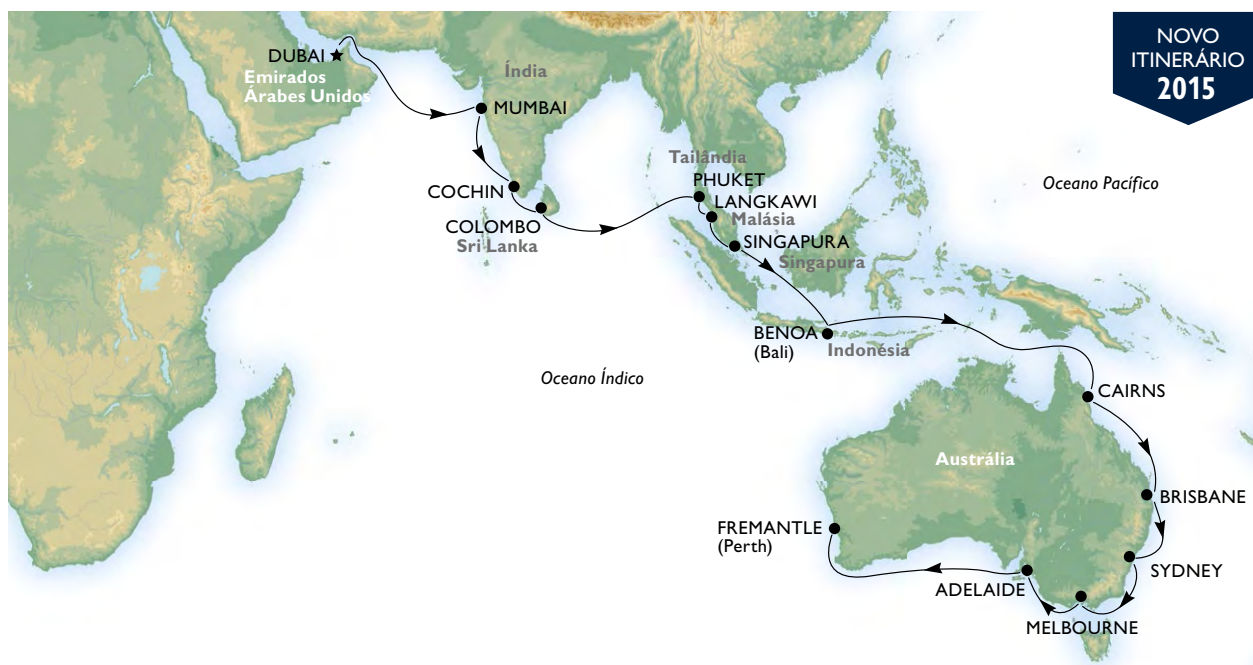 NOVO
ITINERÁRIO
2015
DUBAI
Emirados
Árabes Unidos
Índia
MUMBAI
Tailândia
PHUKET
COCHIN
LANGKAWI
Malásia
COLOMBO
Sri Lanka
SINGAPURA
Singapura
Oceano Pacífico
BENOA
(Bali)
Indonésia
Oceano Índico
CAIRNS
Austrália
BRISBANE
FREMANTLE
(Perth)
SYDNEY
ADELAIDE
MELBOURNE